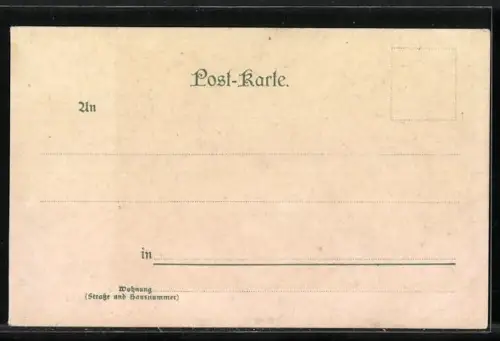 Post-Karte.
An
in
Wohnung
(Straße und Hausnummer)